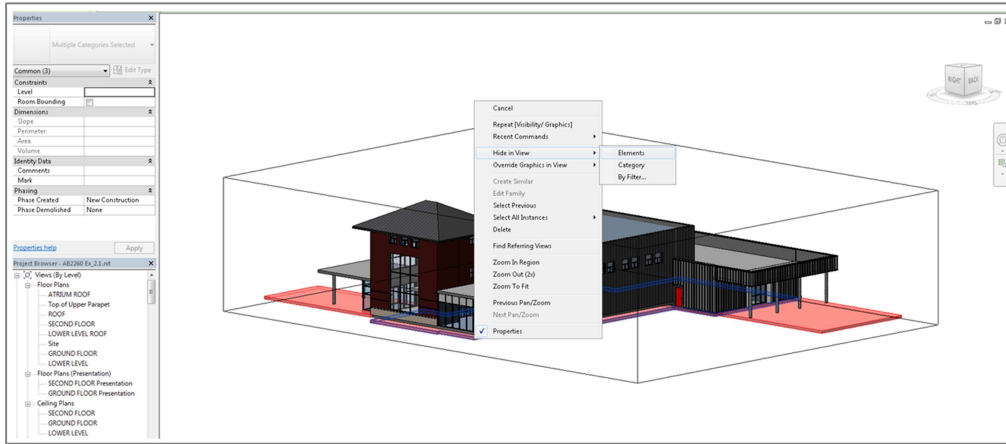 Properties
Multiple Categories Selected
Common (3)
Edit Type
Constraints
Level
Room Bounding
Dimensions
Slope
Perimeter
Area
Volume
Identity Data
Comments
Mark
Phasing
Phase Created New Construction
Phase Demolished None
Properties help
Apply
Project Browser - AB2260 Ex_2.1.rvt
Views (By Level)
Floor Plans
ATRIUM ROOF
Top of Upper Parapet
ROOF
SECOND FLOOR
LOWER LEVEL ROOF
Site
GROUND FLOOR
LOWER LEVEL
Floor Plans (Presentation)
SECOND FLOOR Presentation
GROUND FLOOR Presentation
Ceiling Plans
SECOND FLOOR
GROUND FLOOR
LOWER LEVEL
Cancel
Repeat [Visibility/ Graphics]
Recent Commands
Hide in View
Override Graphics in View
Create Similar
Edit Family
Select Previous
Select All Instances
Delete
Find Referring Views
Zoom In Region
Zoom Out (2x)
Zoom To Fit
Previous Pan/Zoom
Next Pan/Zoom
Properties
Elements
Category
By Filter...
RIGHT
BACK